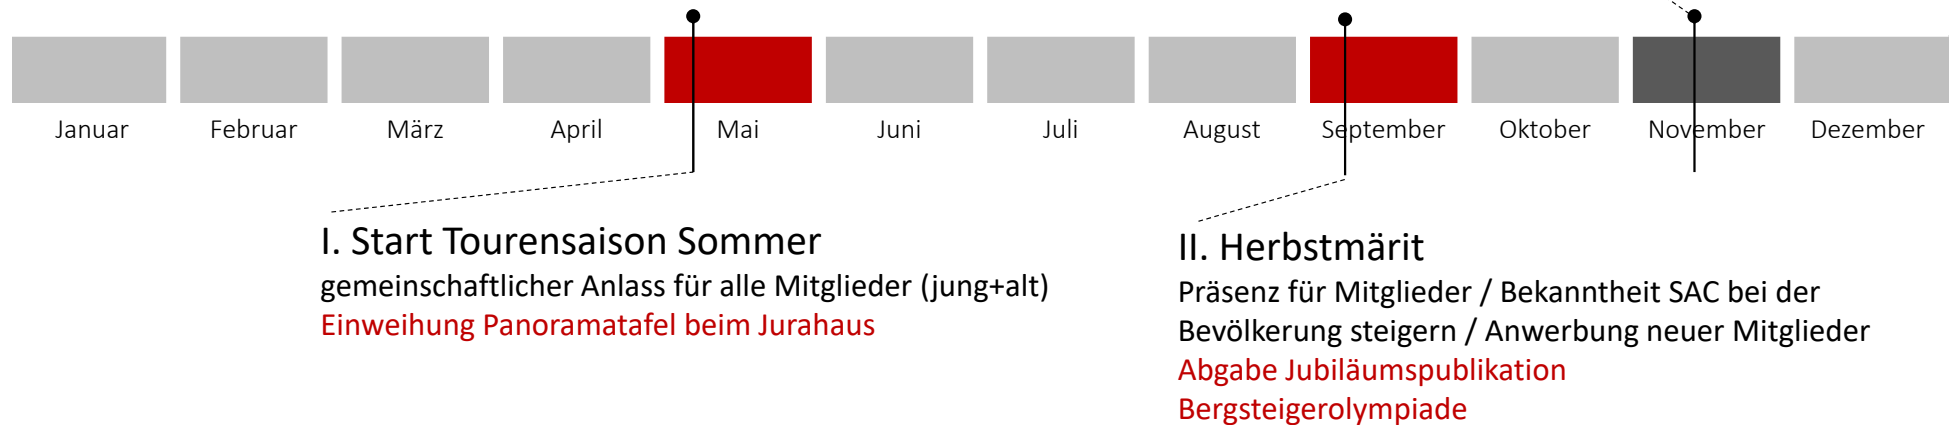 Januar Februar März April Mai Juni Juli August September Oktober November Dezember
I. Start Tourensaison Sommer
gemeinschaftlicher Anlass für alle Mitglieder (jung+alt)
Einweihung Panoramatafel beim Jurahaus
II. Herbstmärit
Präsenz für Mitglieder / Bekanntheit SAC bei der
Bevölkerung steigern / Anwerbung neuer Mitglieder
Abgabe Jubiläumspublikation
Bergsteigerolympiade